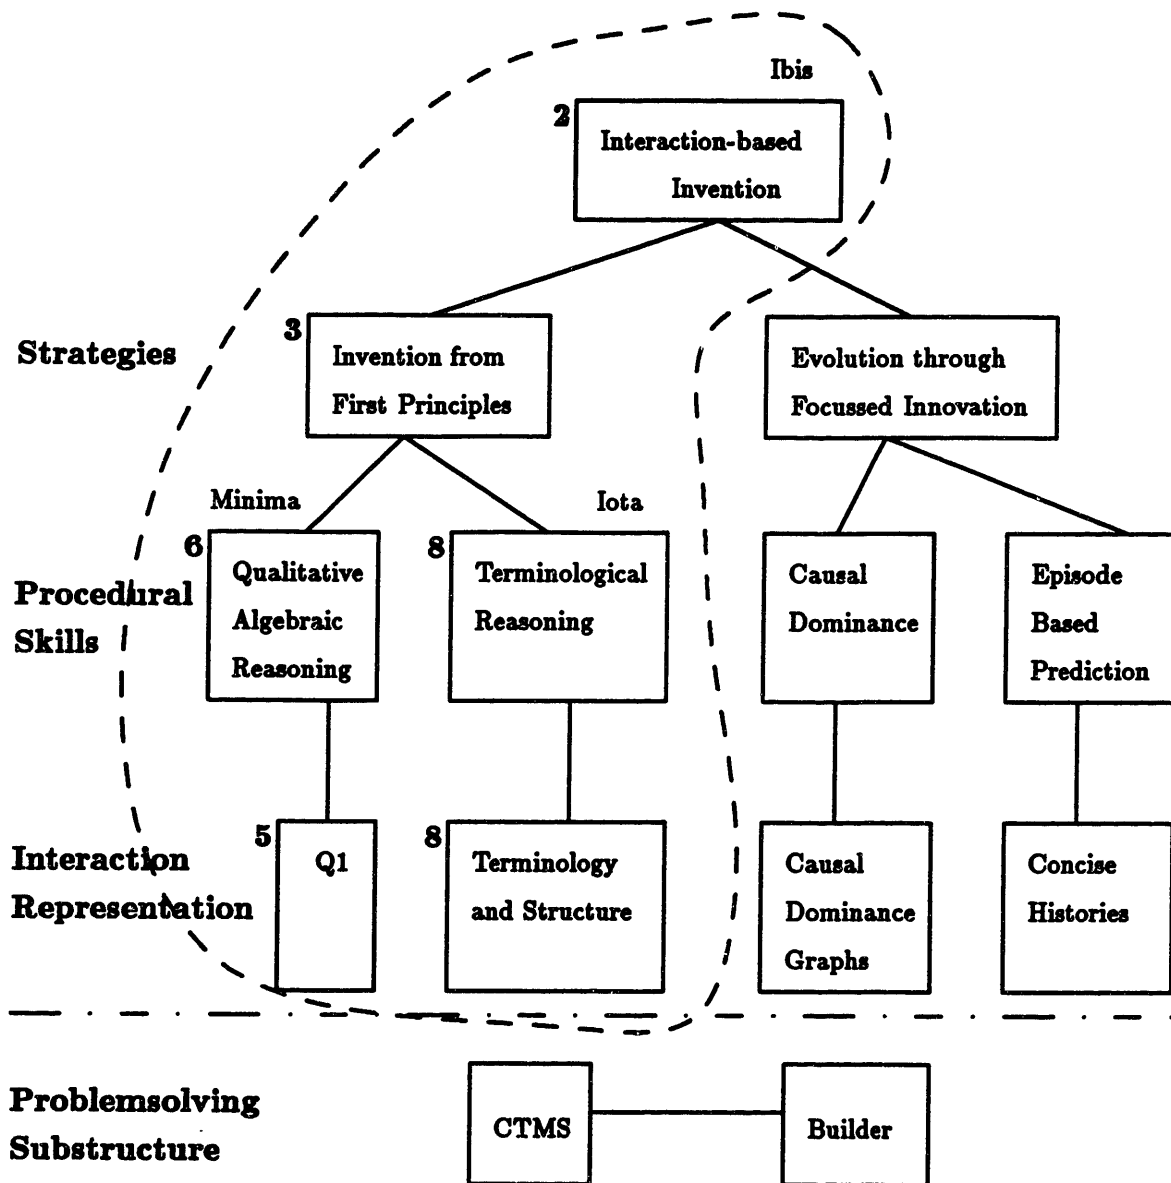 Ibis
2
Interaction-based
Invention
Strategies
3
Invention from
First Principles
Evolution through
Focussed Innovation
Minima
Iota
Procedural
Skills
6
Qualitative
Algebraic
Reasoning
8
Terminological
Reasoning
Causal
Dominance
Episode
Based
Prediction
Interaction
Representation
5
Q1
8
Terminology
and Structure
Causal
Dominance
Graphs
Concise
Histories
Problemsolving
Substructure
CTMS
Builder